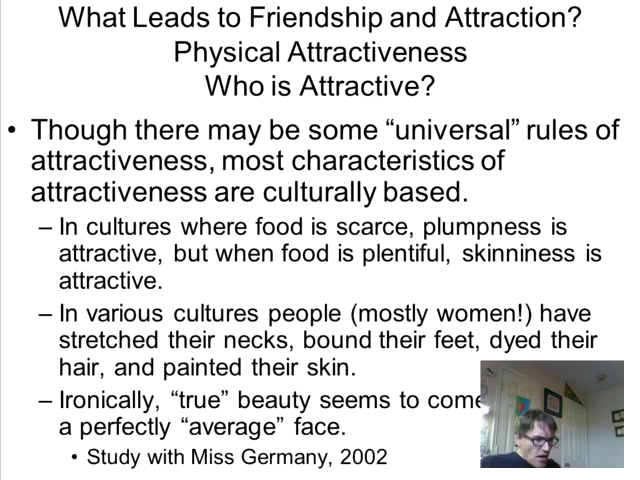 What Leads to Friendship and Attraction?
Physical Attractiveness
Who is Attractive?
• Though there may be some “universal” rules of
attractiveness, most characteristics of
attractiveness are culturally based.
– In cultures where food is scarce, plumpness is
attractive, but when food is plentiful, skinniness is
attractive.
– In various cultures people (mostly women!) have
stretched their necks, bound their feet, dyed their
hair, and painted their skin.
– Ironically, “true” beauty seems to come
a perfectly “average” face.
• Study with Miss Germany, 2002